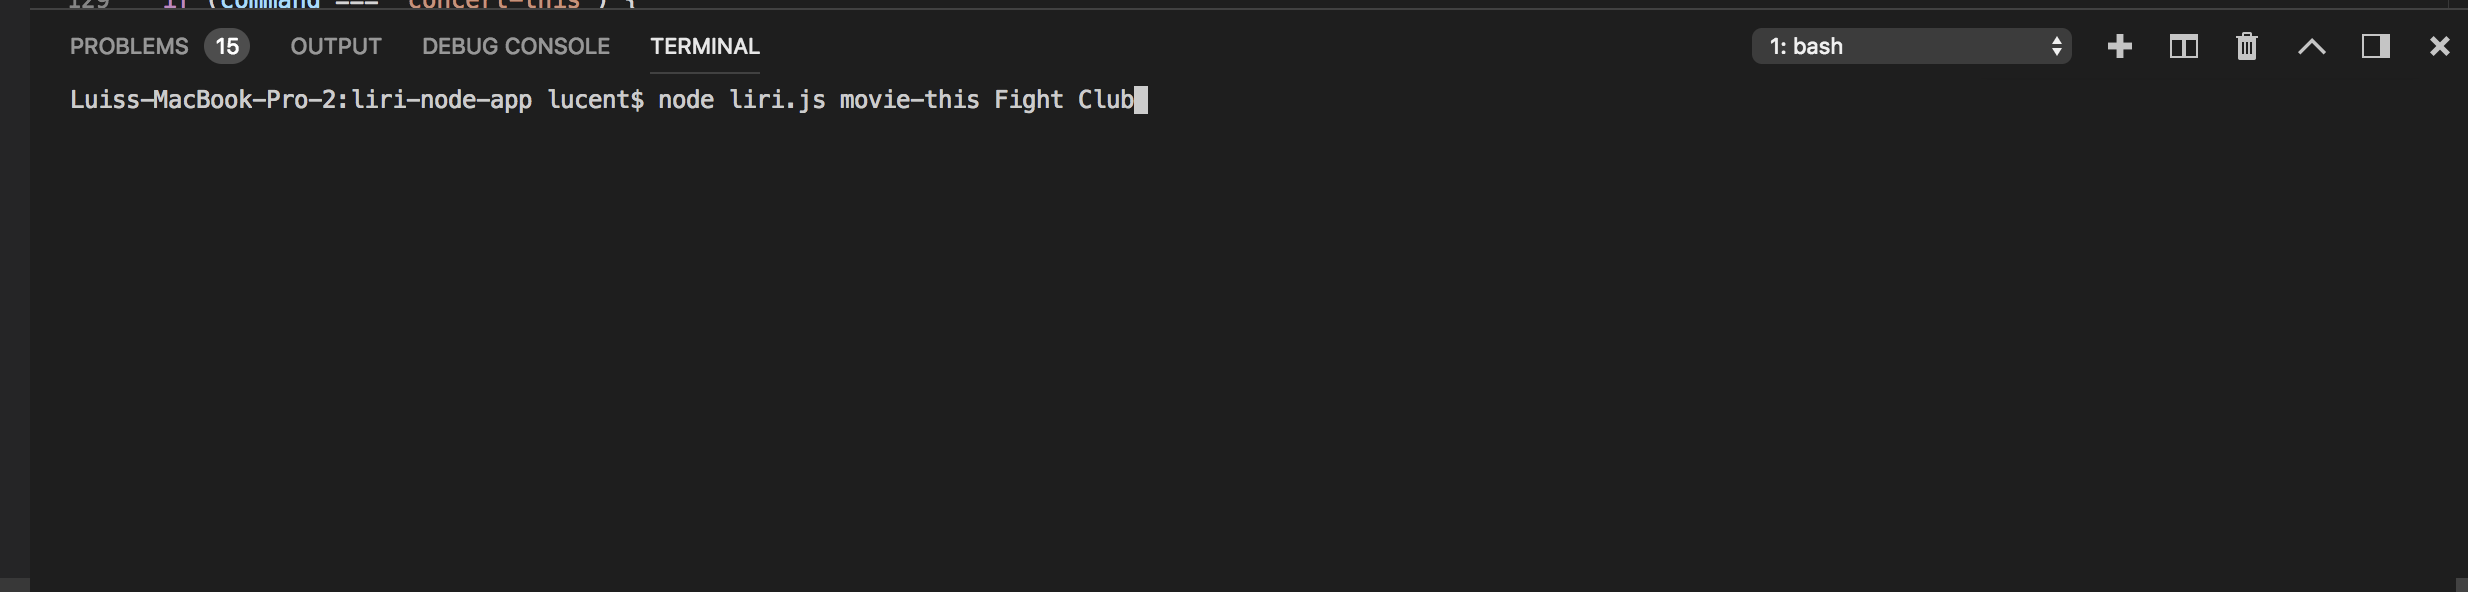 129 if (command === 'concert-this') {
PROBLEMS 15 OUTPUT DEBUG CONSOLE TERMINAL 1: bash
Luiss-MacBook-Pro-2:liri-node-app lucent$ node liri.js movie-this Fight Club